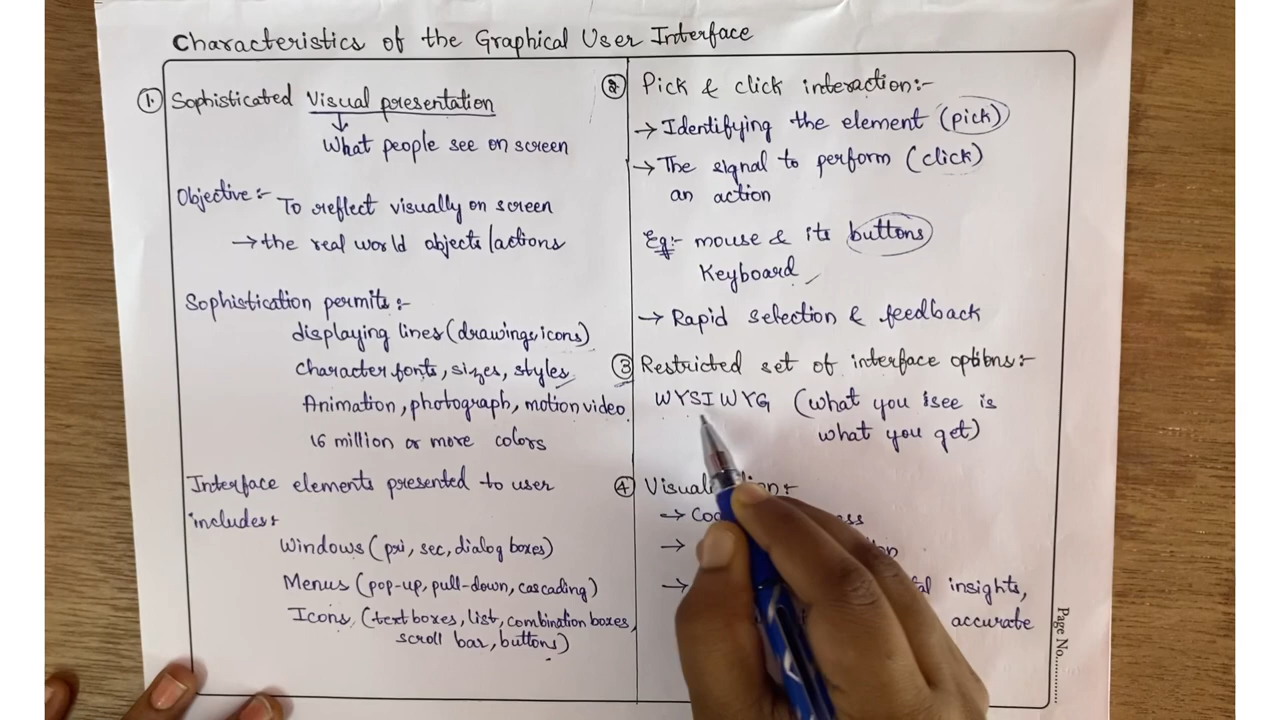 Characteristics of the Graphical User Interface
1. Sophisticated Visual presentation
What people see on screen
Objective :- To reflect visually on screen
→ the real world objects/actions
Sophistication permits :-
displaying lines (drawings, icons)
character fonts, sizes, styles
Animation, photograph, motion video
16 million or more colors
Interface elements presented to user
includes :-
Windows (pri, sec, dialog boxes)
Menus (pop-up, pull-down, cascading)
Icons (text boxes, list, combination boxes,
scroll bar, buttons)
2 Pick & click interaction :-
→ Identifying the element (pick)
→ The signal to perform (click)
an action
Eg :- mouse & its buttons
Keyboard
→ Rapid selection & feedback
3 Restricted set of interface options :-
WYSIWYG (what you see is
what you get)
4
→
→
→ insights,
accurate
Page No.............